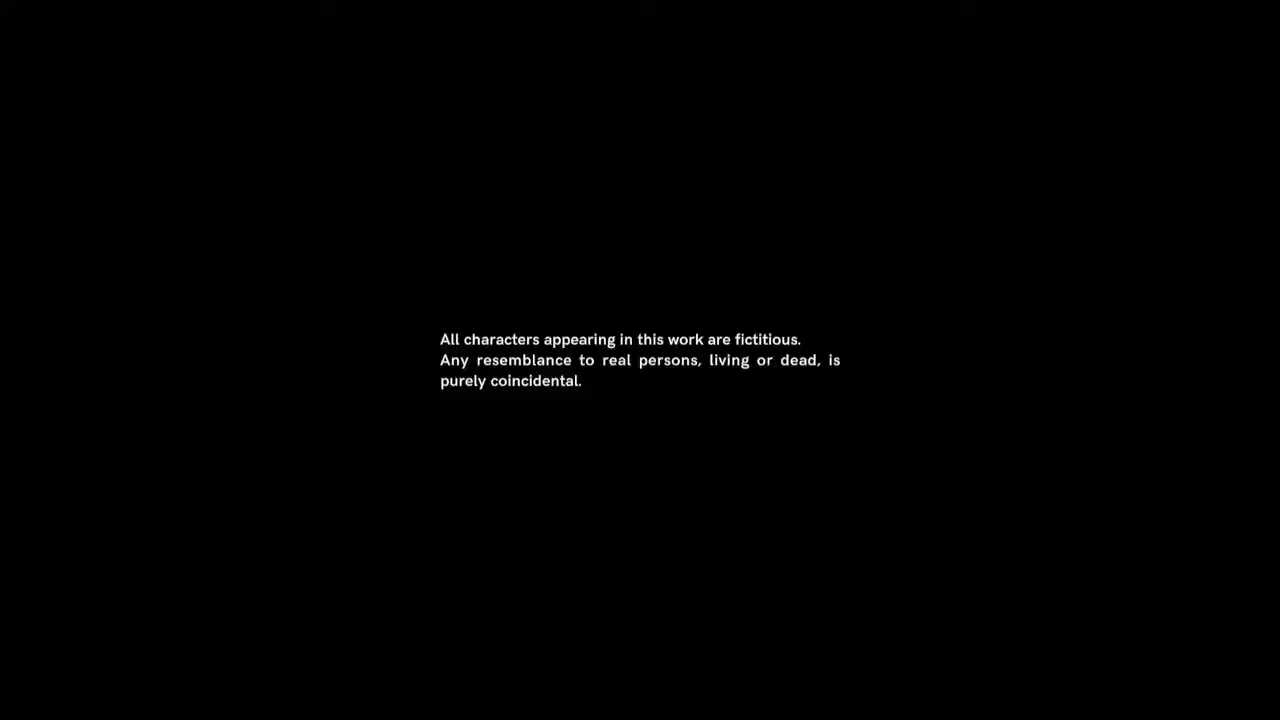 All characters appearing in this work are fictitious.
Any resemblance to real persons, living or dead, is
purely coincidental.